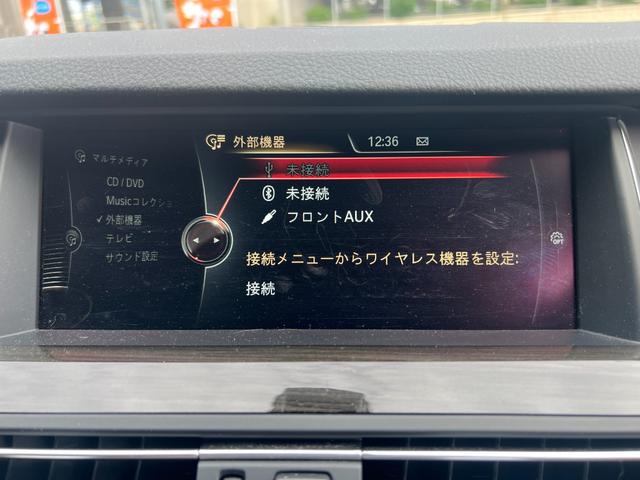 外部機器
12:36
マルチメディア
CD / DVD
Musicコレクショ
外部機器
テレビ
サウンド設定
未接続
未接続
フロントAUX
接続メニューからワイヤレス機器を設定:
接続
OPT